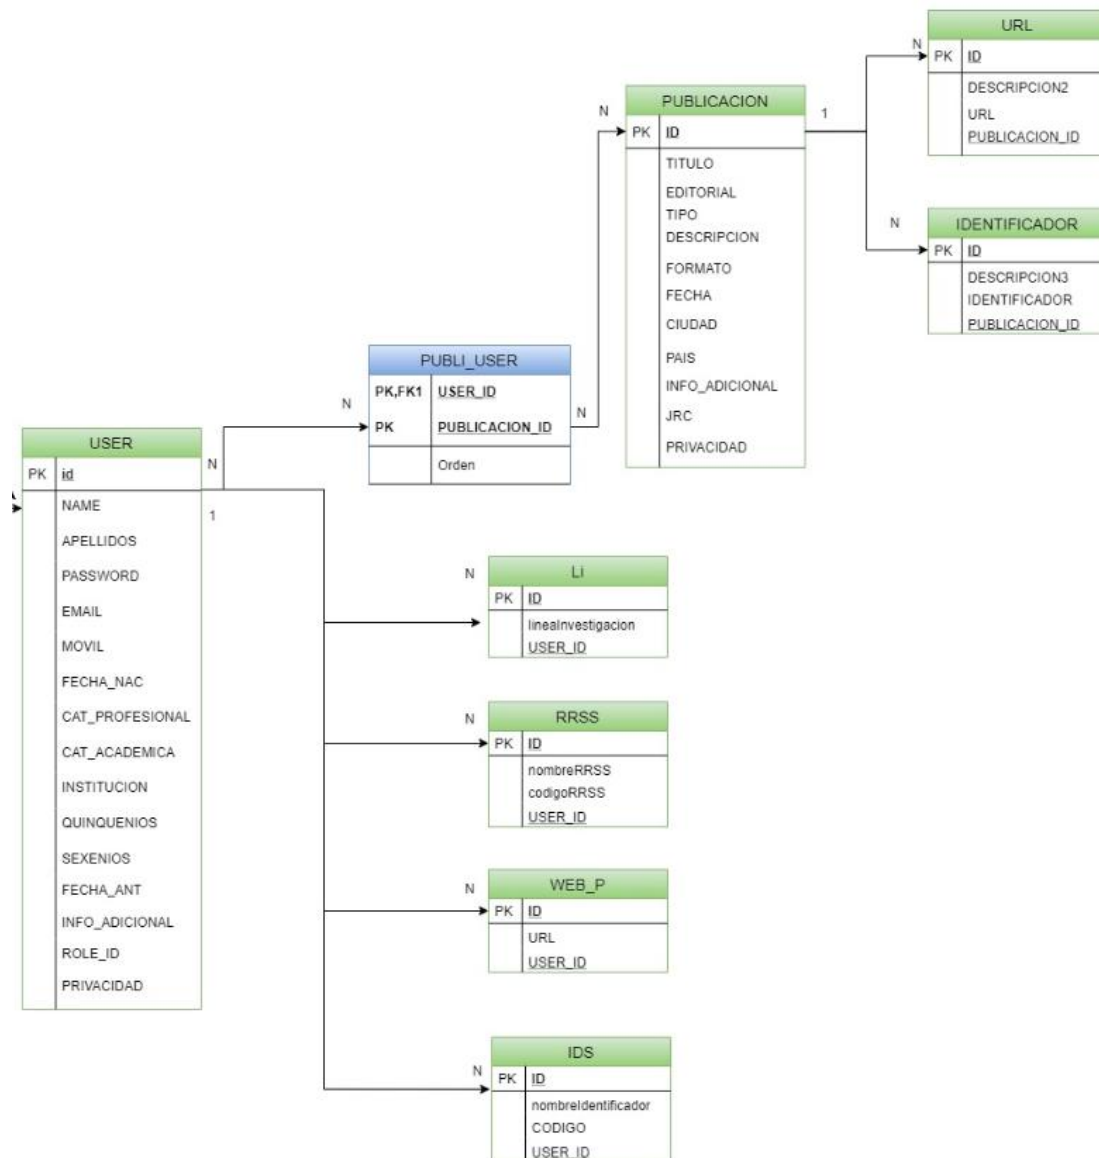 URL
N
PK ID
DESCRIPCION2
URL
PUBLICACION_ID
PUBLICACION
N
1
PK ID
TITULO
EDITORIAL
TIPO
DESCRIPCION
FORMATO
FECHA
CIUDAD
PAIS
INFO_ADICIONAL
JRC
PRIVACIDAD
IDENTIFICADOR
N
PK ID
DESCRIPCION3
IDENTIFICADOR
PUBLICACION_ID
PUBLI_USER
N
PK,FK1 USER_ID
PK PUBLICACION_ID
N
Orden
USER
N
PK id
1
NAME
APELLIDOS
PASSWORD
EMAIL
MOVIL
FECHA_NAC
CAT_PROFESIONAL
CAT_ACADEMICA
INSTITUCION
QUINQUENIOS
SEXENIOS
FECHA_ANT
INFO_ADICIONAL
ROLE_ID
PRIVACIDAD
N
Li
PK ID
lineaInvestigacion
USER_ID
N
RRSS
PK ID
nombreRRSS
codigoRRSS
USER_ID
N
WEB_P
PK ID
URL
USER_ID
N
IDS
PK ID
nombreIdentificador
CODIGO
USER_ID